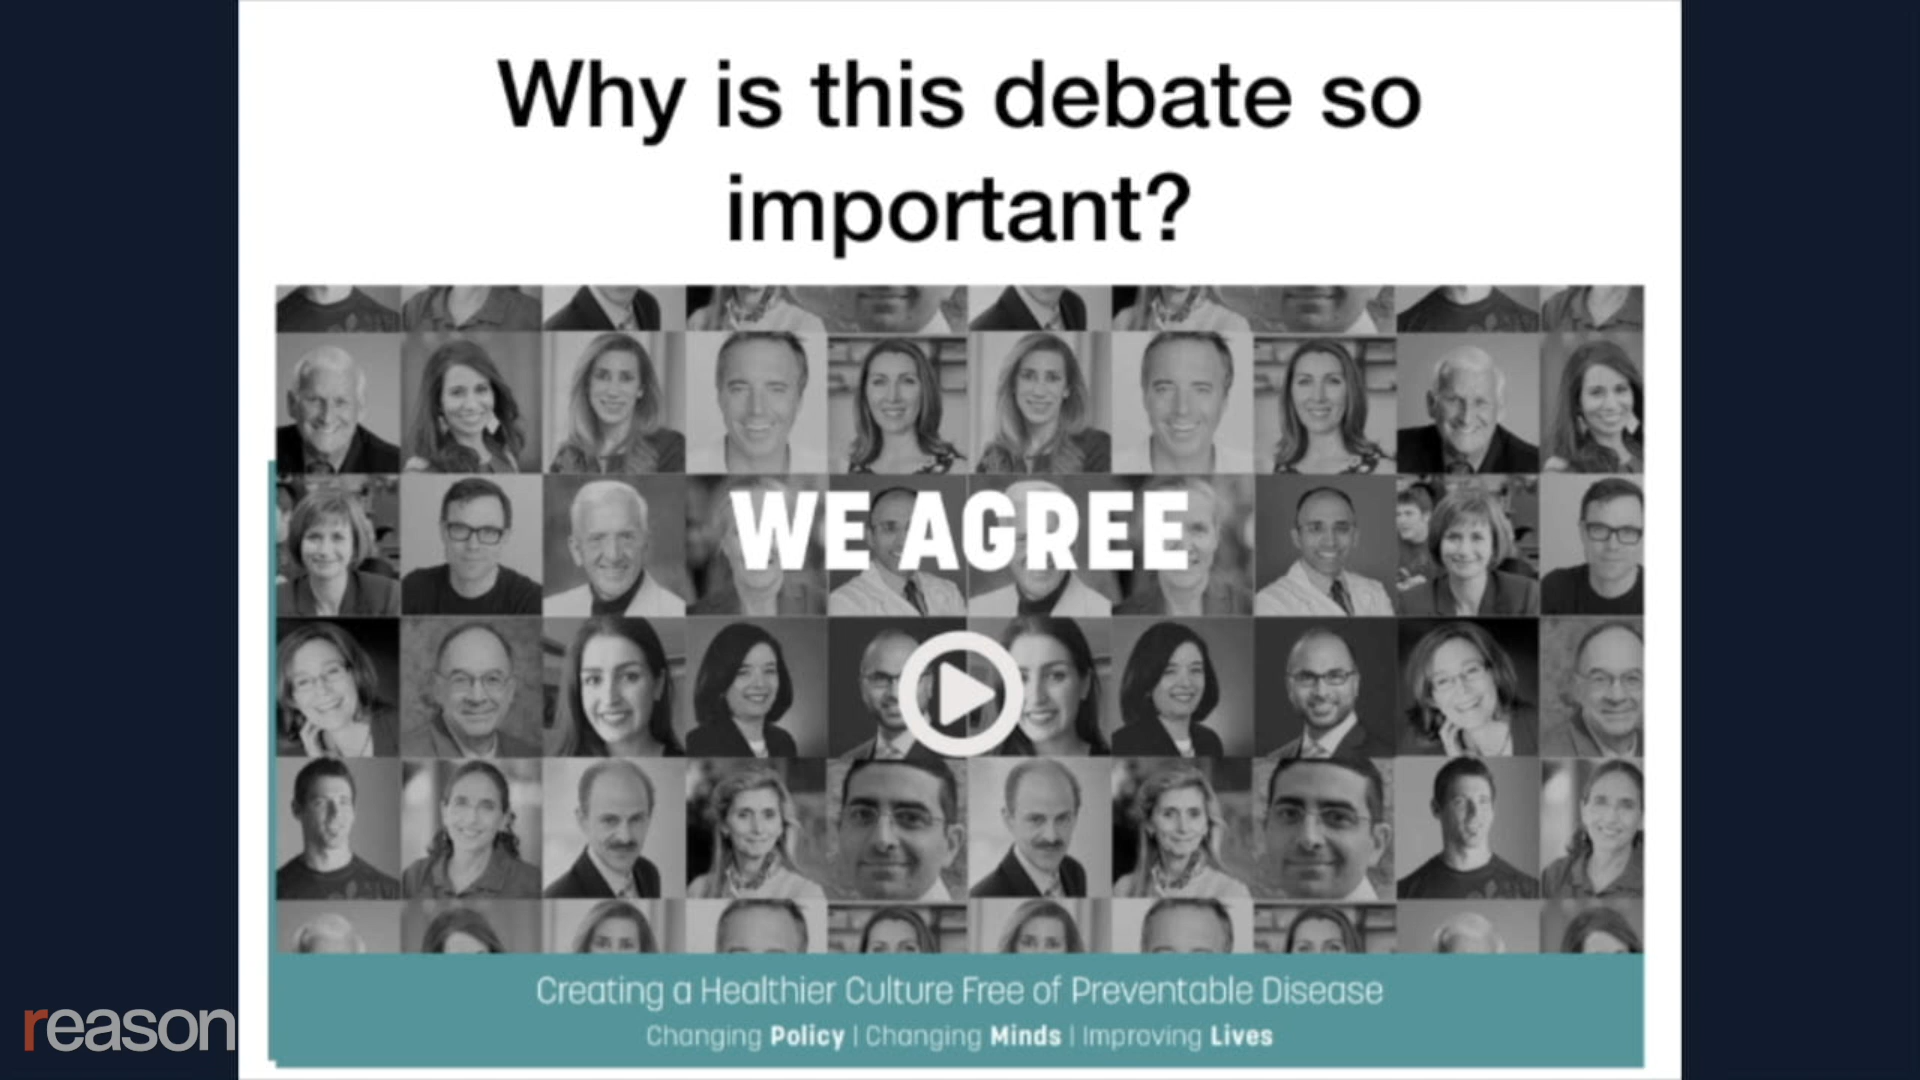 Why is this debate so
important?
WE AGREE
Creating a Healthier Culture Free of Preventable Disease
Changing Policy | Changing Minds | Improving Lives
reason